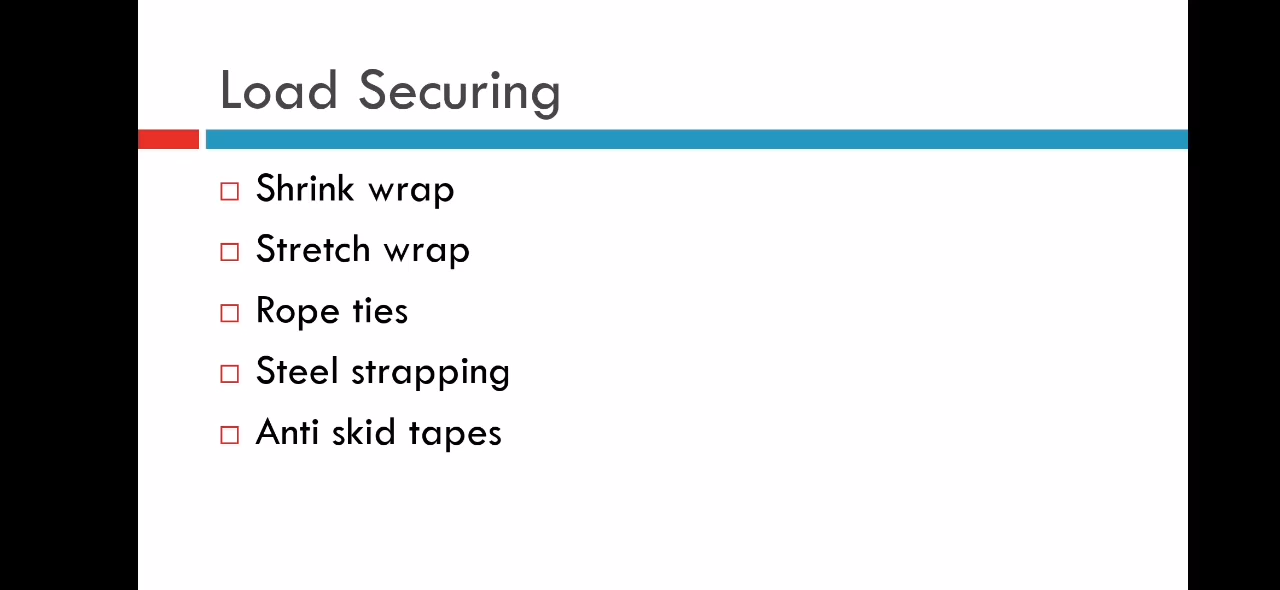 Load Securing
Shrink wrap
Stretch wrap
Rope ties
Steel strapping
Anti skid tapes